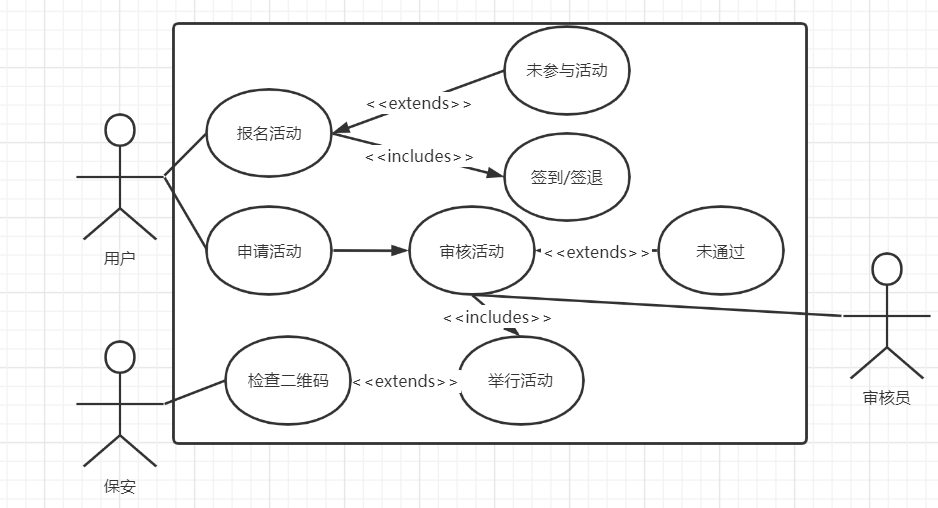 未参与活动
<<extends>>
报名活动
<<includes>>
签到/签退
用户
申请活动
审核活动
<<extends>>
未通过
<<includes>>
检查二维码
<<extends>>
举行活动
审核员
保安